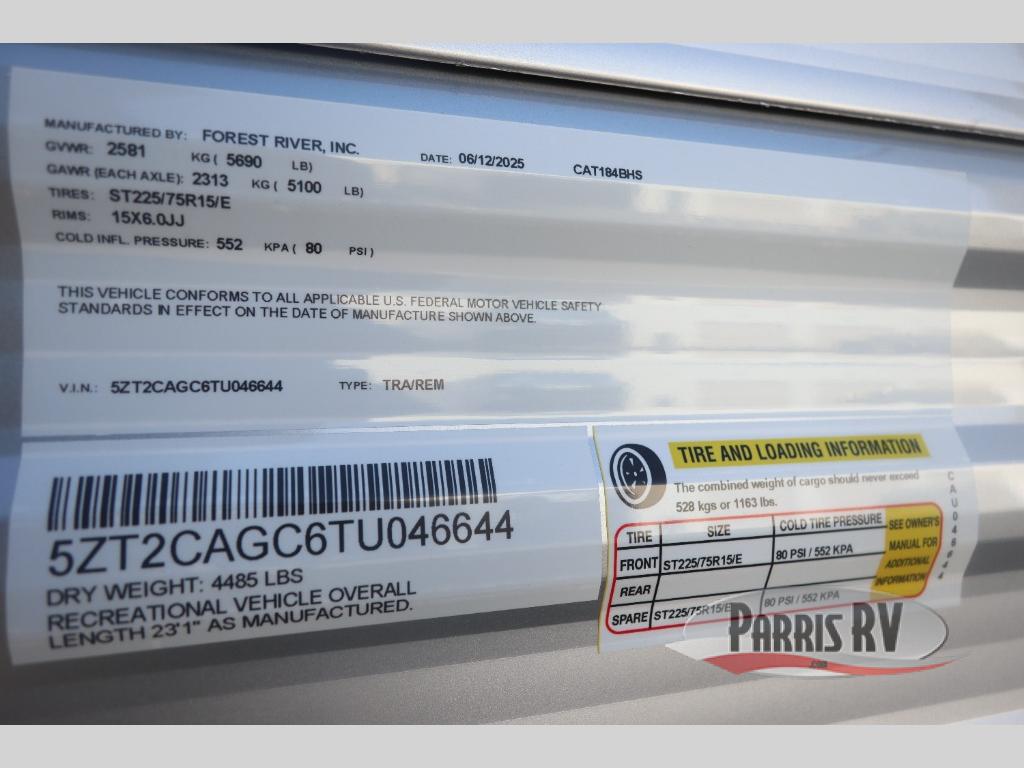 MANUFACTURED BY: FOREST RIVER, INC. DATE: 06/12/2025 CAT184BHS
GVWR: 2581 KG ( 5690 LB)
GAWR (EACH AXLE): 2313 KG ( 5100 LB)
TIRES: ST225/75R15/E
RIMS: 15X6.0JJ
COLD INFL. PRESSURE: 552 KPA ( 80 PSI )
THIS VEHICLE CONFORMS TO ALL APPLICABLE U.S. FEDERAL MOTOR VEHICLE SAFETY
STANDARDS IN EFFECT ON THE DATE OF MANUFACTURE SHOWN ABOVE.
V.I.N.: 5ZT2CAGC6TU046644 TYPE: TRA/REM
5ZT2CAGC6TU046644
DRY WEIGHT: 4485 LBS
RECREATIONAL VEHICLE OVERALL
LENGTH 23'1" AS MANUFACTURED.
TIRE AND LOADING INFORMATION
The combined weight of cargo should never exceed
528 kgs or 1163 lbs.
TIRE SIZE COLD TIRE PRESSURE
FRONT ST225/75R15/E 80 PSI / 552 KPA
REAR
SPARE ST225/75R15/E 80 PSI / 552 KPA
SEE OWNER'S
MANUAL FOR
ADDITIONAL
INFORMATION
PARRIS RV
.com